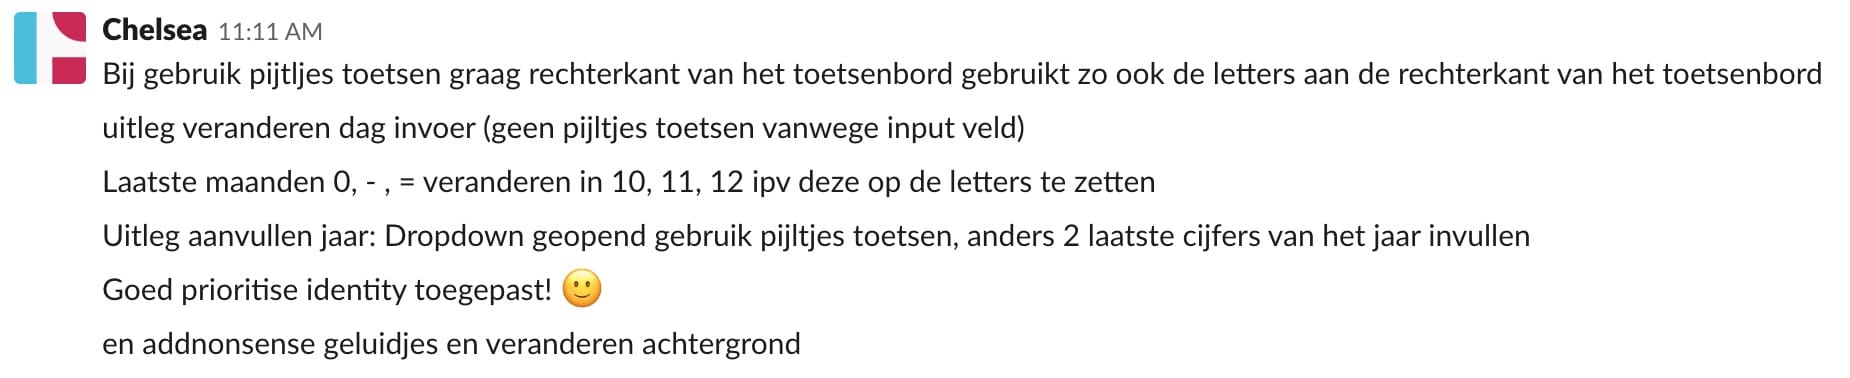 Chelsea 11:11 AM
Bij gebruik pijtljes toetsen graag rechterkant van het toetsenbord gebruikt zo ook de letters aan de rechterkant van het toetsenbord
uitleg veranderen dag invoer (geen pijltjes toetsen vanwege input veld)
Laatste maanden 0, - , = veranderen in 10, 11, 12 ipv deze op de letters te zetten
Uitleg aanvullen jaar: Dropdown geopend gebruik pijltjes toetsen, anders 2 laatste cijfers van het jaar invullen
Goed prioritise identity toegepast! 🙂
en addnonsense geluidjes en veranderen achtergrond